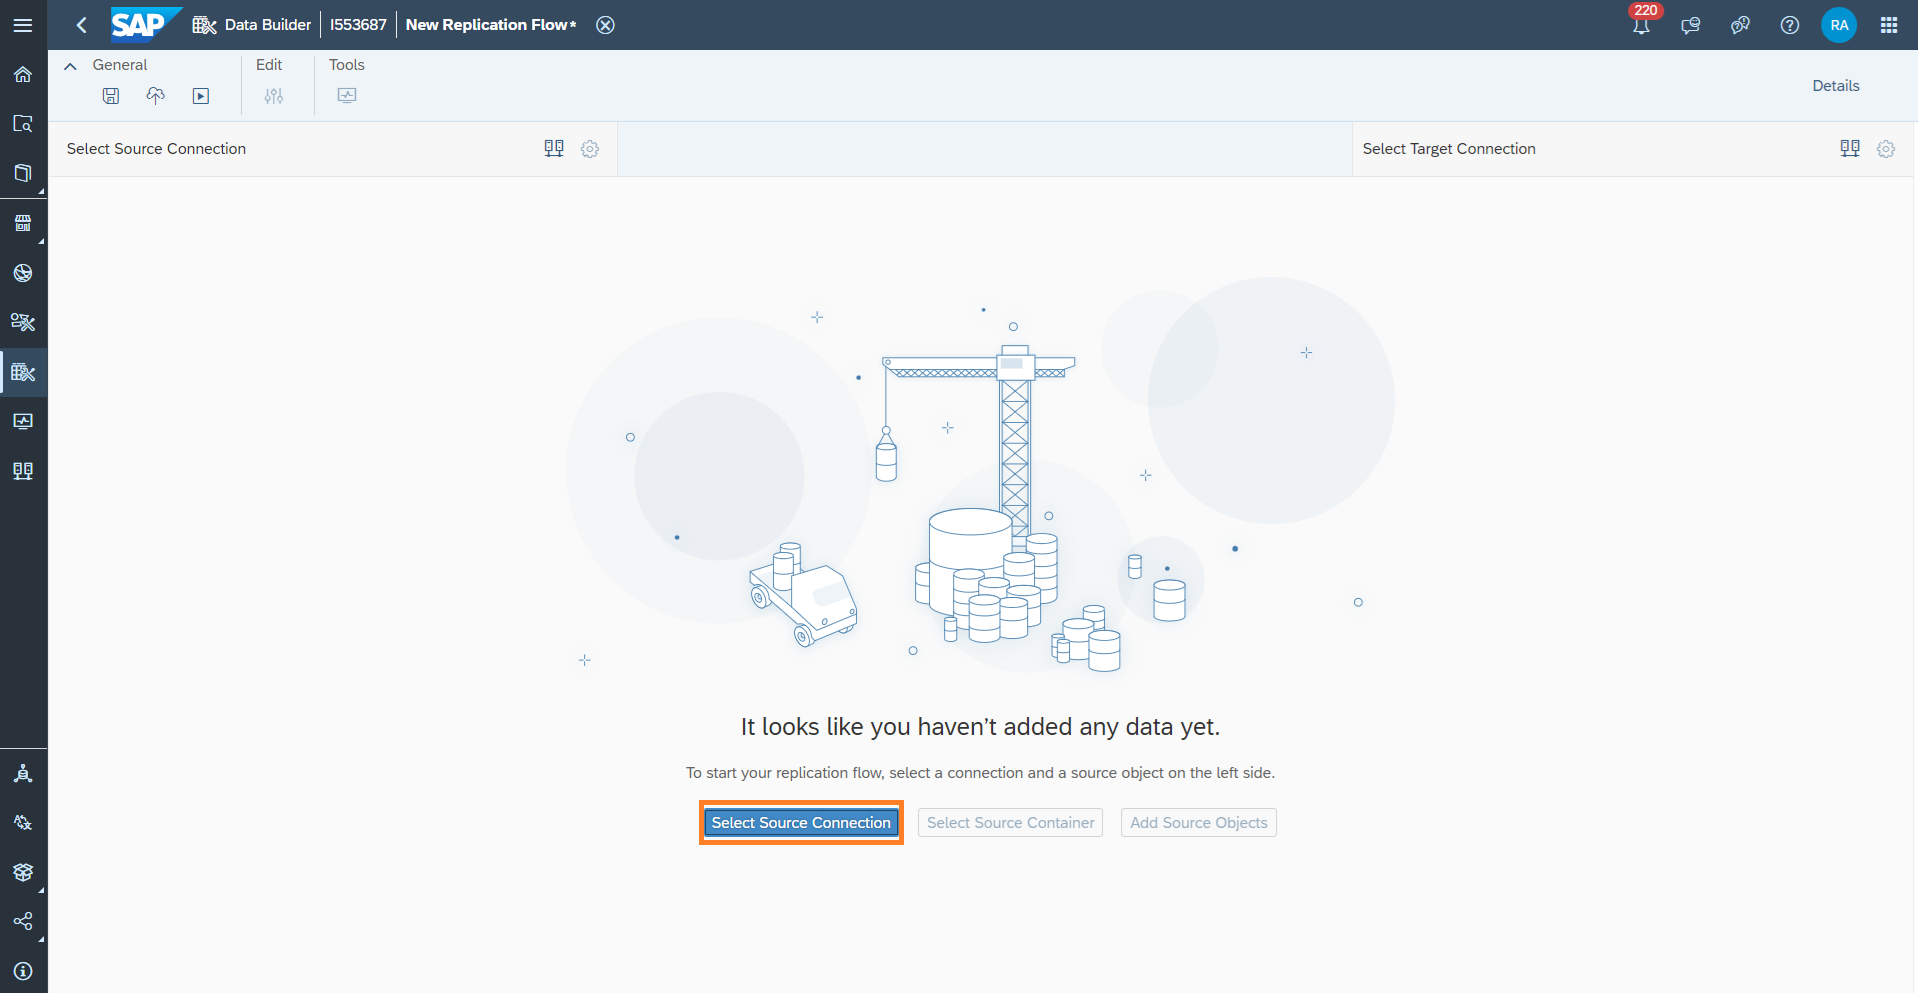 SAP Data Builder I553687 New Replication Flow* 220 RA
General Edit Tools
Details
Select Source Connection Select Target Connection
It looks like you haven’t added any data yet.
To start your replication flow, select a connection and a source object on the left side.
Select Source Connection Select Source Container Add Source Objects